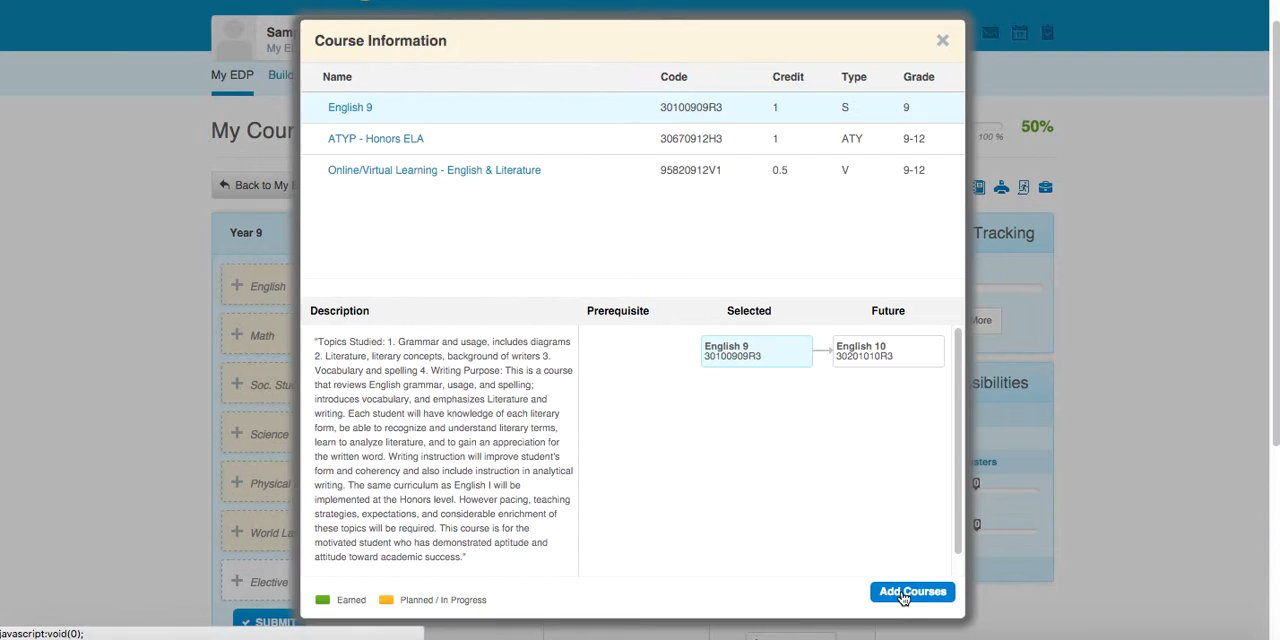 Sam
My E
My EDP Build
Course Information
Name Code Credit Type Grade
English 9 30100909R3 1 S 9
ATYP - Honors ELA 30670912H3 1 ATY 9-12
Online/Virtual Learning - English & Literature 95820912V1 0.5 V 9-12
My Cour
100 % 50%
Back to My
Year 9
Tracking
English
Math
More
Soc. Stu
sibilities
Science
sters
0
Physical
0
World La
Elective
SUBMIT
Description Prerequisite Selected Future
"Topics Studied: 1. Grammar and usage, includes diagrams
2. Literature, literary concepts, background of writers 3.
Vocabulary and spelling 4. Writing Purpose: This is a course
that reviews English grammar, usage, and spelling;
introduces vocabulary, and emphasizes Literature and
writing. Each student will have knowledge of each literary
form, be able to recognize and understand literary terms,
learn to analyze literature, and to gain an appreciation for
the written word. Writing instruction will improve student's
form and coherency and also include instruction in analytical
writing. The same curriculum as English I will be
implemented at the Honors level. However pacing, teaching
strategies, expectations, and considerable enrichment of
these topics will be required. This course is for the
motivated student who has demonstrated aptitude and
attitude toward academic success."
English 9
30100909R3
English 10
30201010R3
Add Courses
Earned Planned / In Progress
javascript:void(0);